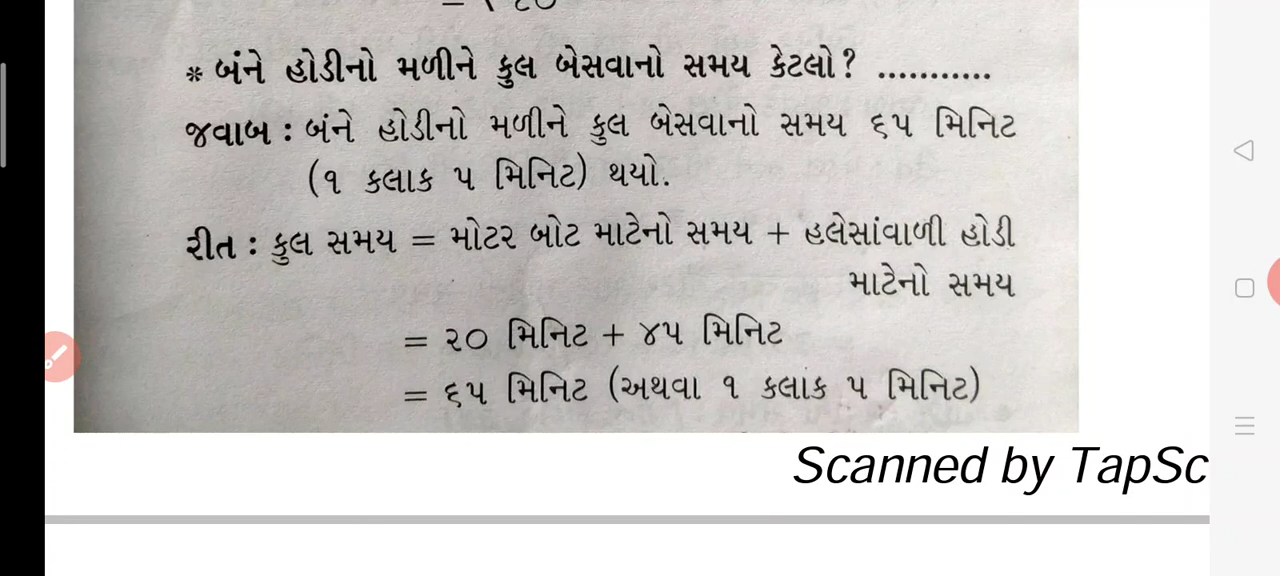 * બંને હોડીનો મળીને કુલ બેસવાનો સમય કેટલો? ...........
જવાબ : બંને હોડીનો મળીને કુલ બેસવાનો સમય ૬૫ મિનિટ
(૧ કલાક ૫ મિનિટ) થયો.
રીત : કુલ સમય = મોટર બોટ માટેનો સમય + હલેસાંવાળી હોડી
માટેનો સમય
= ૨૦ મિનિટ + ૪૫ મિનિટ
= ૬૫ મિનિટ (અથવા ૧ કલાક ૫ મિનિટ)
Scanned by TapSc